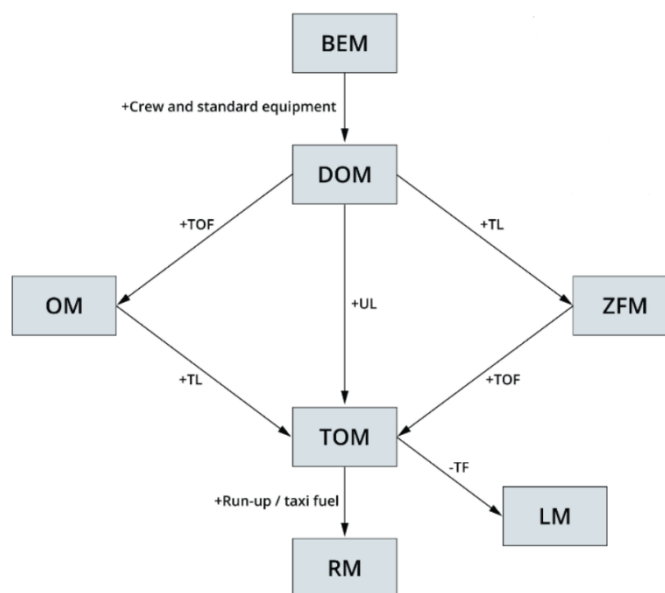 BEM
+Crew and standard equipment
DOM
+TOF
+TL
OM
+UL
ZFM
+TL
+TOF
TOM
+Run-up / taxi fuel
-TF
LM
RM